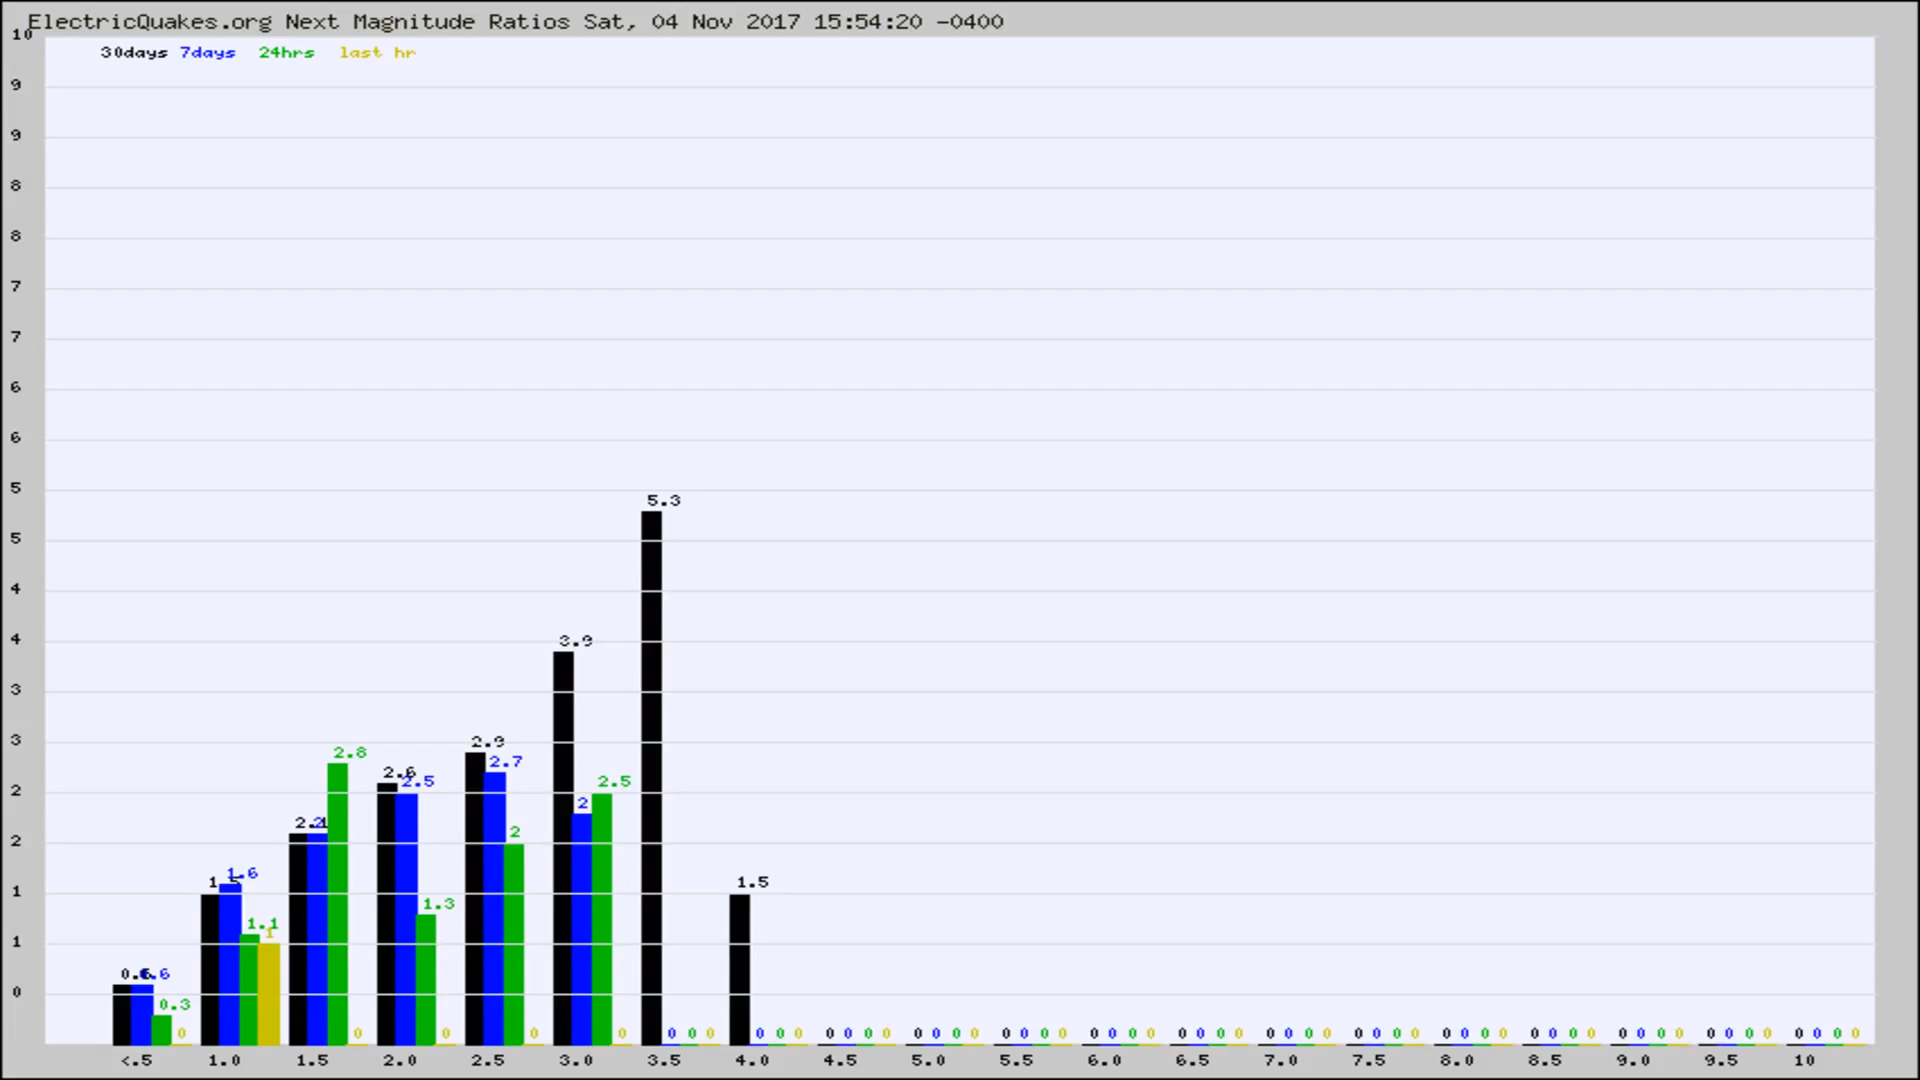 ElectricQuakes.org Next Magnitude Ratios Sat, 04 Nov 2017 15:54:20 -0400
30days 7days 24hrs last hr
10
9
9
8
8
7
7
6
6
5
5
4
4
3
3
2
2
1
1
0
0.6 0.3 0
1.6 1.1 1
2.8 0
2.6 2.5 1.3 0
2.9 2.7 2 0
3.9 2 2.5 0
5.3 0 0 0
1.5 0 0 0
0 0 0 0
0 0 0 0
0 0 0 0
0 0 0 0
0 0 0 0
0 0 0 0
0 0 0 0
0 0 0 0
0 0 0 0
0 0 0 0
0 0 0 0
0 0 0 0
<.5 1.0 1.5 2.0 2.5 3.0 3.5 4.0 4.5 5.0 5.5 6.0 6.5 7.0 7.5 8.0 8.5 9.0 9.5 10